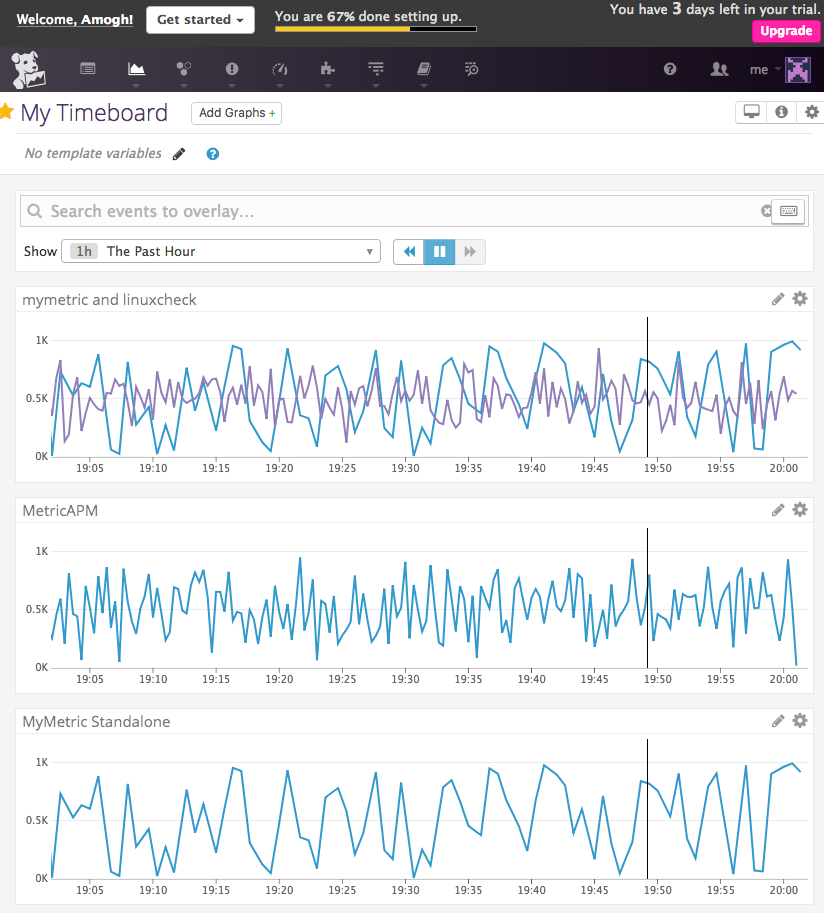 Welcome, Amogh!
Get started
You are 67% done setting up.
You have 3 days left in your trial.
Upgrade
me
My Timeboard
Add Graphs +
No template variables
?
Search events to overlay...
Show
1h The Past Hour
mymetric and linuxcheck
1K
0.5K
0K
19:05 19:10 19:15 19:20 19:25 19:30 19:35 19:40 19:45 19:50 19:55 20:00
MetricAPM
1K
0.5K
0K
19:05 19:10 19:15 19:20 19:25 19:30 19:35 19:40 19:45 19:50 19:55 20:00
MyMetric Standalone
1K
0.5K
0K
19:05 19:10 19:15 19:20 19:25 19:30 19:35 19:40 19:45 19:50 19:55 20:00